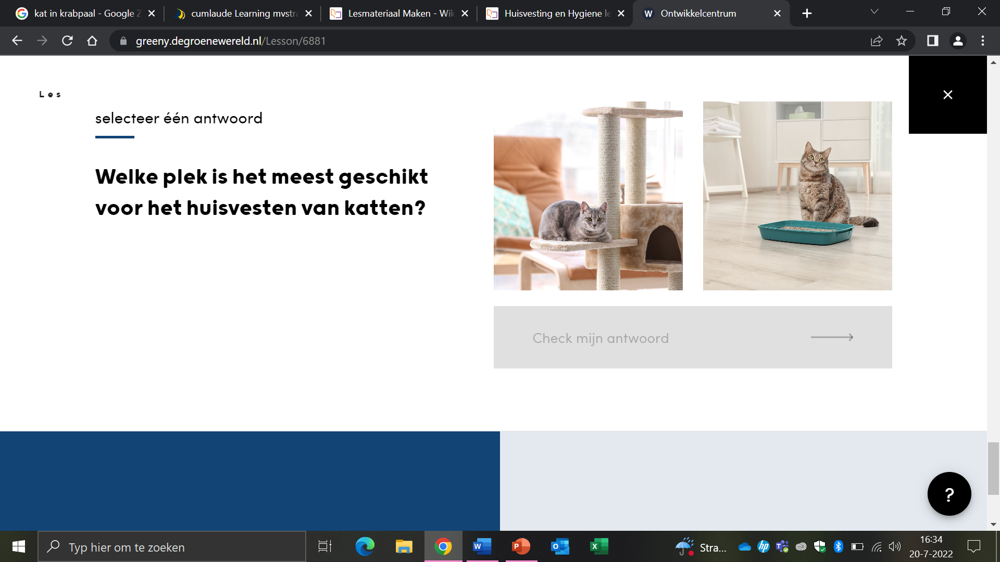 kat in krabpaal - Google Z
cumlaude Learning mvstra
Lesmateriaal Maken - Wik
Huisvesting en Hygiene le
Ontwikkelcentrum
greeny.degroenewereld.nl/Lesson/6881
Les
selecteer één antwoord
Welke plek is het meest geschikt
voor het huisvesten van katten?
Check mijn antwoord
?
Typ hier om te zoeken
Stra...
16:34
20-7-2022